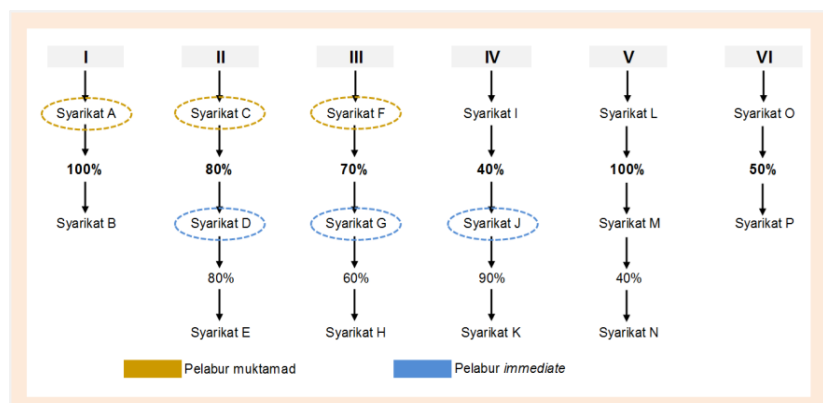 I II III IV V VI
Syarikat A Syarikat C Syarikat F Syarikat I Syarikat L Syarikat O
100% 80% 70% 40% 100% 50%
Syarikat B Syarikat D Syarikat G Syarikat J Syarikat M Syarikat P
80% 60% 90% 40%
Syarikat E Syarikat H Syarikat K Syarikat N
Pelabur muktamad Pelabur immediate